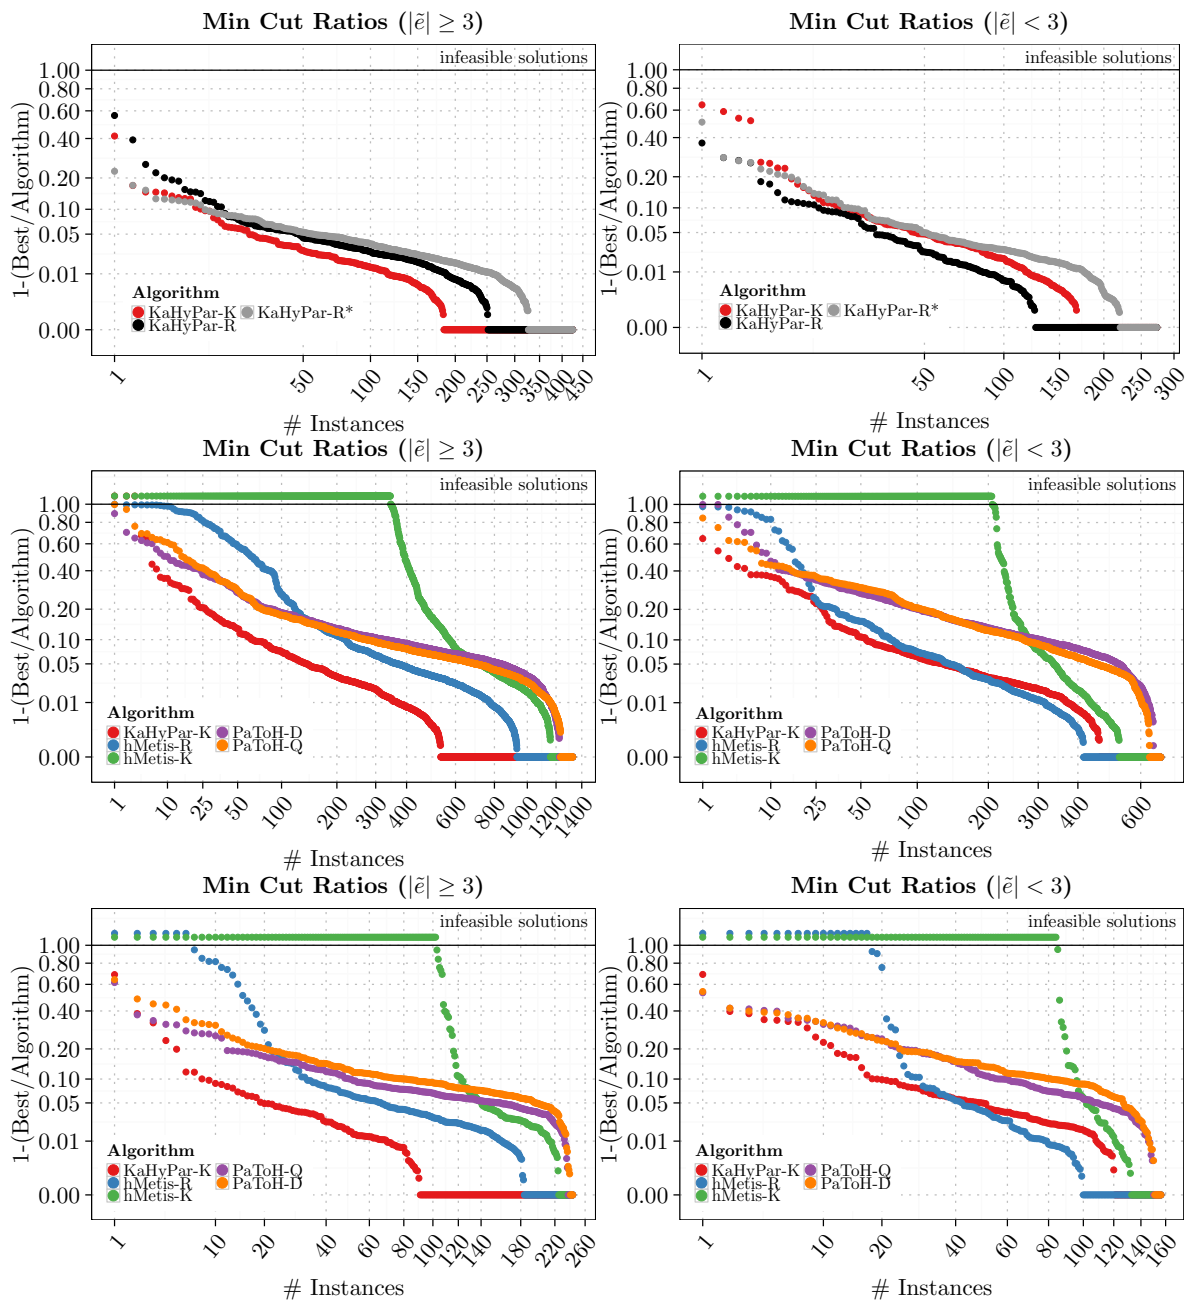 Min Cut Ratios (|ẽ| ≥ 3)
infeasible solutions
1-(Best/Algorithm)
1.00
0.80
0.60
0.40
0.20
0.10
0.05
0.01
0.00
Algorithm
KaHyPar-K KaHyPar-R*
KaHyPar-R
1 50 100 150 200 250 300 350 400 450
# Instances
Min Cut Ratios (|ẽ| < 3)
infeasible solutions
1-(Best/Algorithm)
1.00
0.80
0.60
0.40
0.20
0.10
0.05
0.01
0.00
Algorithm
KaHyPar-K KaHyPar-R*
KaHyPar-R
1 50 100 150 200 250 300
# Instances
Min Cut Ratios (|ẽ| ≥ 3)
infeasible solutions
1-(Best/Algorithm)
1.00
0.80
0.60
0.40
0.20
0.10
0.05
0.01
0.00
Algorithm
KaHyPar-K PaToH-D
hMetis-R PaToH-Q
hMetis-K
1 10 25 50 100 200 300 400 600 800 1000 1200 1400
# Instances
Min Cut Ratios (|ẽ| < 3)
infeasible solutions
1-(Best/Algorithm)
1.00
0.80
0.60
0.40
0.20
0.10
0.05
0.01
0.00
Algorithm
KaHyPar-K PaToH-D
hMetis-R PaToH-Q
hMetis-K
1 10 25 50 100 200 300 400 600
# Instances
Min Cut Ratios (|ẽ| ≥ 3)
infeasible solutions
1-(Best/Algorithm)
1.00
0.80
0.60
0.40
0.20
0.10
0.05
0.01
0.00
Algorithm
KaHyPar-K PaToH-Q
hMetis-R PaToH-D
hMetis-K
1 10 20 40 60 80 100 120 140 180 220 260
# Instances
Min Cut Ratios (|ẽ| < 3)
infeasible solutions
1-(Best/Algorithm)
1.00
0.80
0.60
0.40
0.20
0.10
0.05
0.01
0.00
Algorithm
KaHyPar-K PaToH-Q
hMetis-R PaToH-D
hMetis-K
1 10 20 40 60 80 100 120 140 160
# Instances